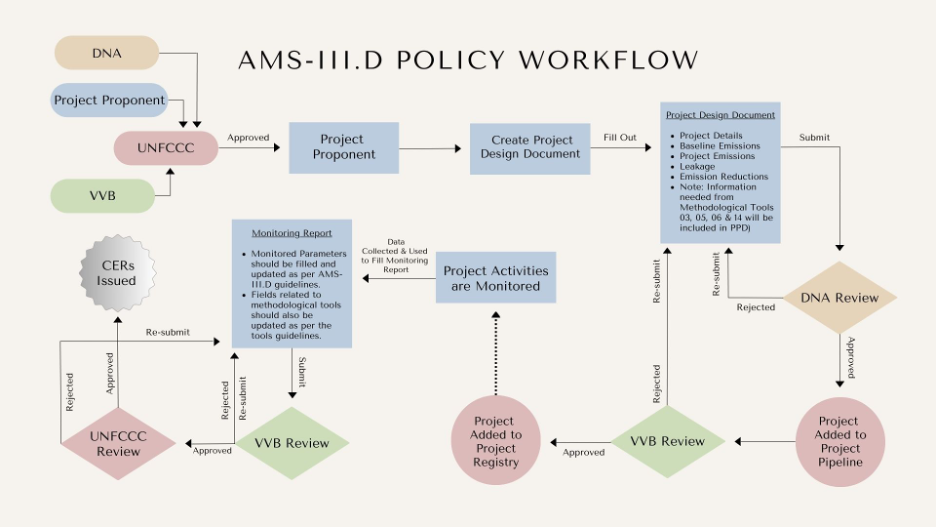 AMS-III.D POLICY WORKFLOW
DNA
Project Proponent
UNFCCC
VVB
Approved
Project
Proponent
Create Project
Design Document
Fill Out
Project Design Document
• Project Details
• Baseline Emissions
• Project Emissions
• Leakage
• Emission Reductions
• Note: Information
needed from
Methodological Tools
03, 05, 06 & 14 will be
included in PPD)
Submit
DNA Review
Rejected
Re-submit
Approved
Project
Added to
Project
Pipeline
VVB Review
Rejected
Re-submit
Approved
Project
Added to
Project
Registry
Project Activities
are Monitored
Data
Collected & Used
to Fill Monitoring
Report
Monitoring Report
• Monitored Parameters
should be filled and
updated as per AMS-
III.D guidelines.
• Fields related to
methodological tools
should also be
updated as per the
tools guidelines.
Submit
VVB Review
Rejected
Re-submit
Approved
UNFCCC
Review
Rejected
Re-submit
Approved
CERs
Issued